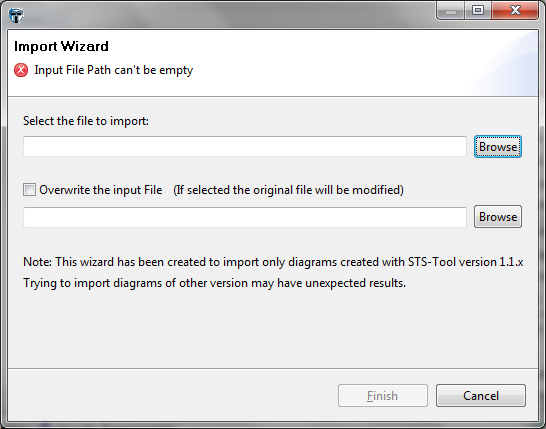 Import Wizard
Input File Path can't be empty
Select the file to import:
Browse
Overwrite the input File (If selected the original file will be modified)
Browse
Note: This wizard has been created to import only diagrams created with STS-Tool version 1.1.x
Trying to import diagrams of other version may have unexpected results.
Finish Cancel